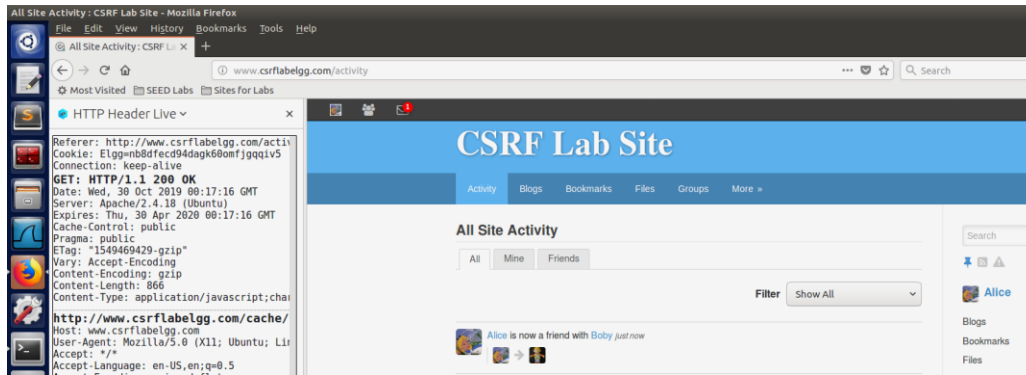 All Site Activity : CSRF Lab Site - Mozilla Firefox
File Edit View History Bookmarks Tools Help
All Site Activity: CSRF L
www.csrflabelgg.com/activity
Search
Most Visited SEED Labs Sites for Labs
HTTP Header Live
Referer: http://www.csrflabelgg.com/activ
Cookie: Elgg=nb8dfecd94dagk60omfjgqqiv5
Connection: keep-alive
GET: HTTP/1.1 200 OK
Date: Wed, 30 Oct 2019 00:17:16 GMT
Server: Apache/2.4.18 (Ubuntu)
Expires: Thu, 30 Apr 2020 00:17:16 GMT
Cache-Control: public
Pragma: public
ETag: "1549469429-gzip"
Vary: Accept-Encoding
Content-Encoding: gzip
Content-Length: 866
Content-Type: application/javascript;cha
http://www.csrflabelgg.com/cache/
Host: www.csrflabelgg.com
User-Agent: Mozilla/5.0 (X11; Ubuntu; Li
Accept: */*
Accept-Language: en-US,en;q=0.5
1
CSRF Lab Site
Activity Blogs Bookmarks Files Groups More »
All Site Activity
All Mine Friends
Filter Show All
Alice is now a friend with Boby just now
Search
Alice
Blogs
Bookmarks
Files